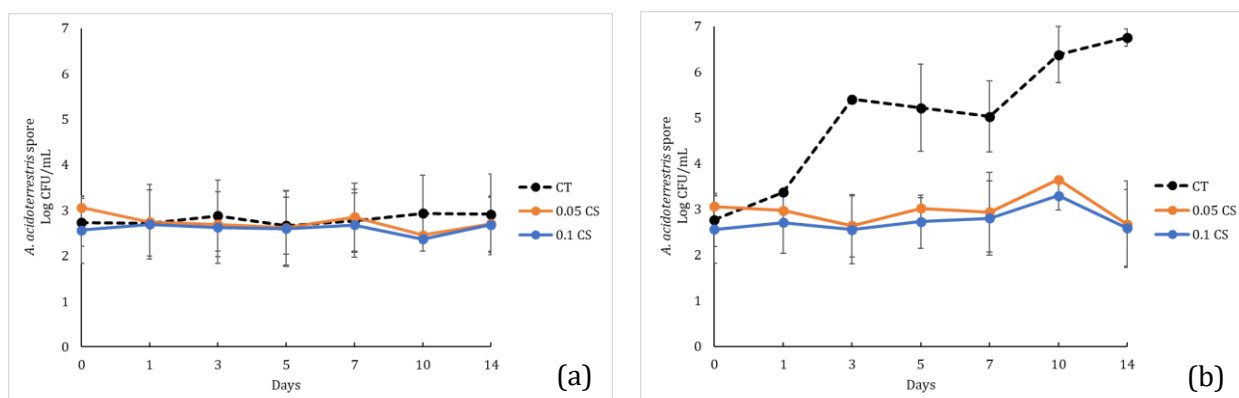 7
6
5
4
3
2
1
0
A. acidoterrestris spore
Log CFU/mL
0 1 3 5 7 10 14
Days
CT
0.05 CS
0.1 CS
(a)
7
6
5
4
3
2
1
0
A. acidoterrestris spore
Log CFU/mL
0 1 3 5 7 10 14
Days
CT
0.05 CS
0.1 CS
(b)